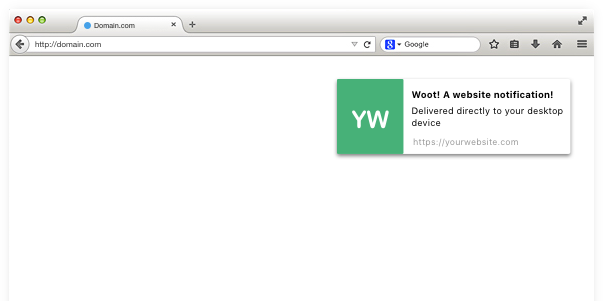 Domain.com
http://domain.com
Google
YW
Woot! A website notification!
Delivered directly to your desktop
device
https://yourwebsite.com